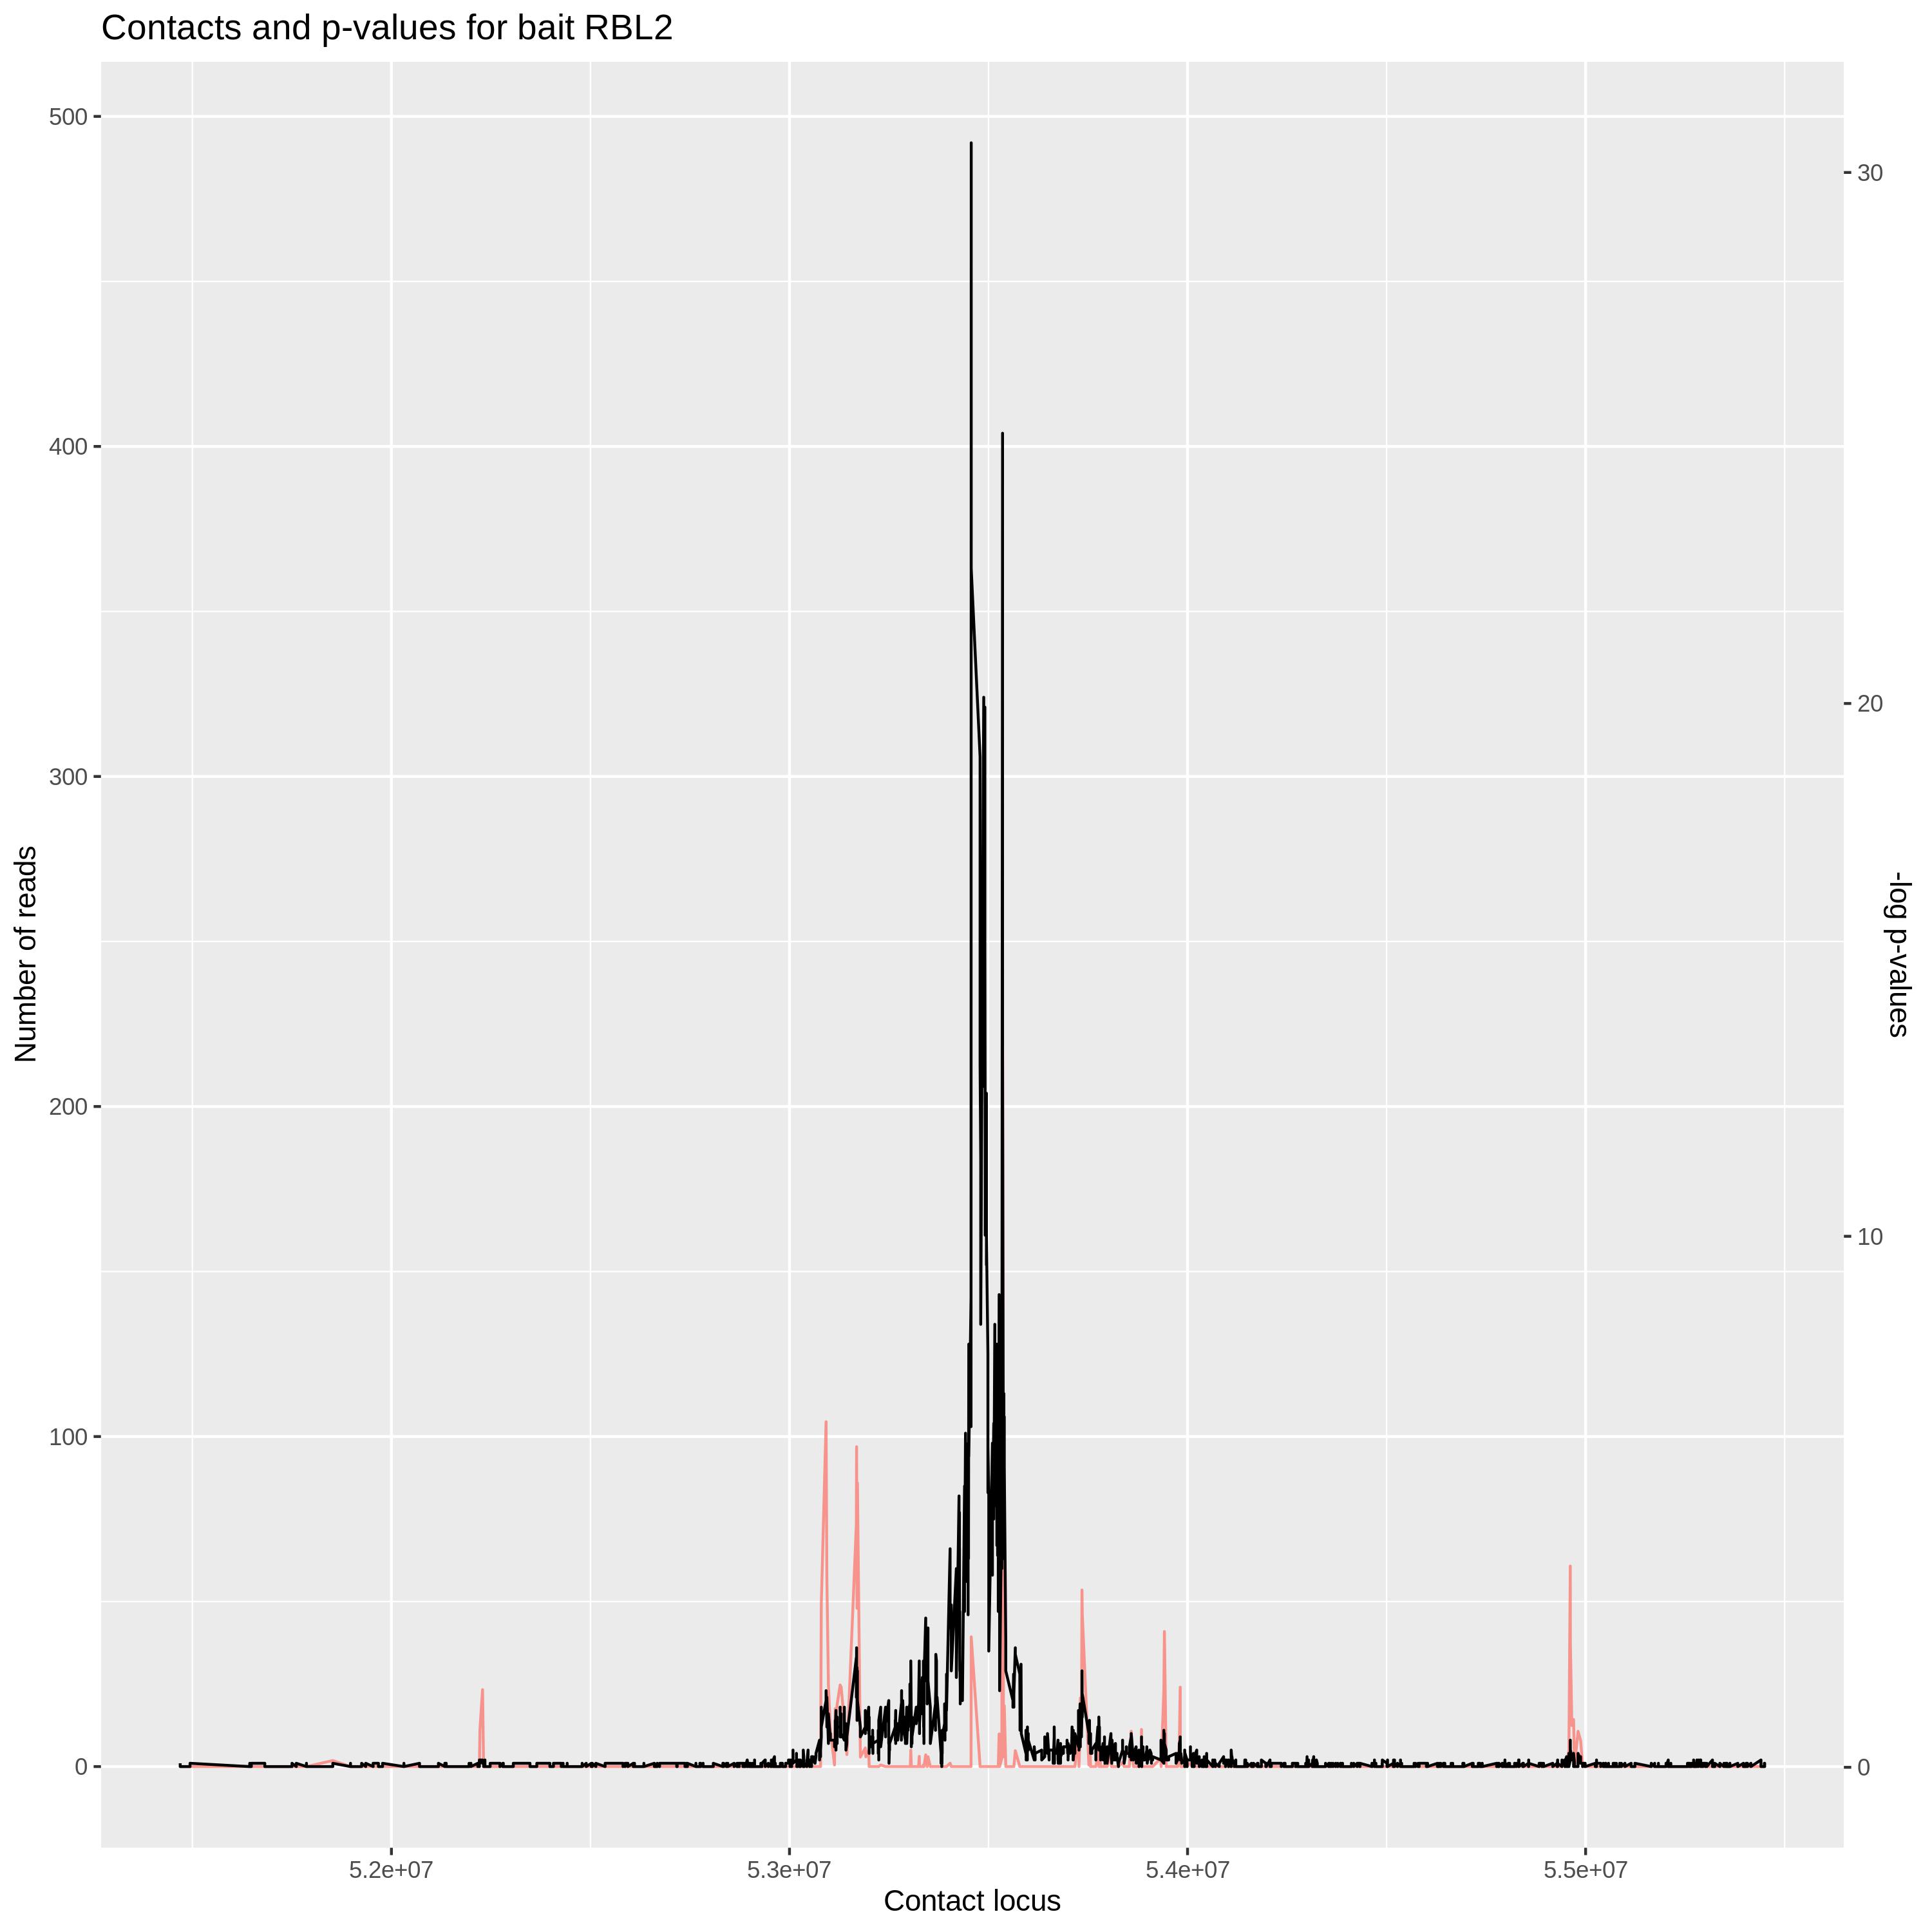 Contacts and p-values for bait RBL2
500
400
300
200
100
0
Number of reads
30
20
10
0
-log p-values
5.2e+07
5.3e+07
5.4e+07
5.5e+07
Contact locus